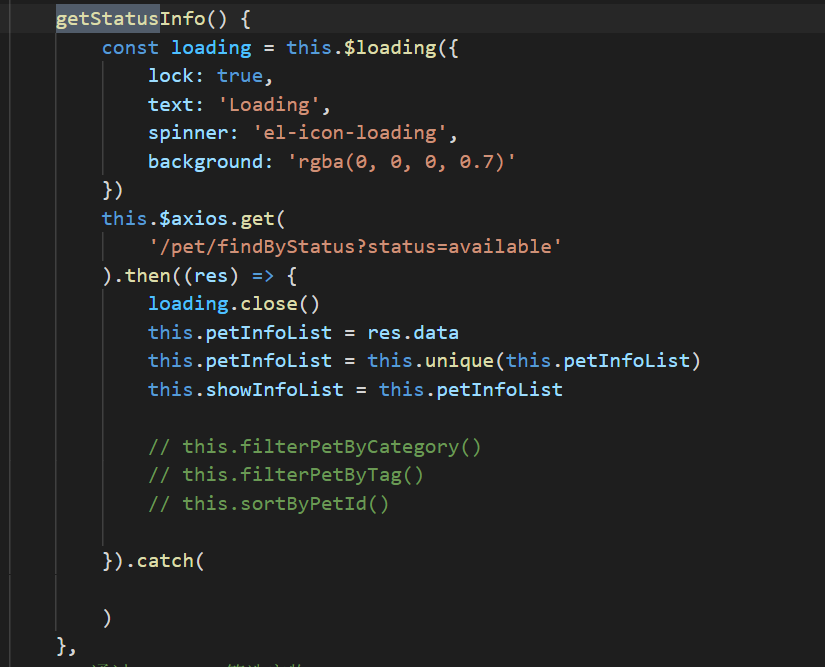 getStatusInfo() {
const loading = this.$loading({
lock: true,
text: 'Loading',
spinner: 'el-icon-loading',
background: 'rgba(0, 0, 0, 0.7)'
})
this.$axios.get(
'/pet/findByStatus?status=available'
).then((res) => {
loading.close()
this.petInfoList = res.data
this.petInfoList = this.unique(this.petInfoList)
this.showInfoList = this.petInfoList
// this.filterPetByCategory()
// this.filterPetByTag()
// this.sortByPetId()
}).catch(
)
},